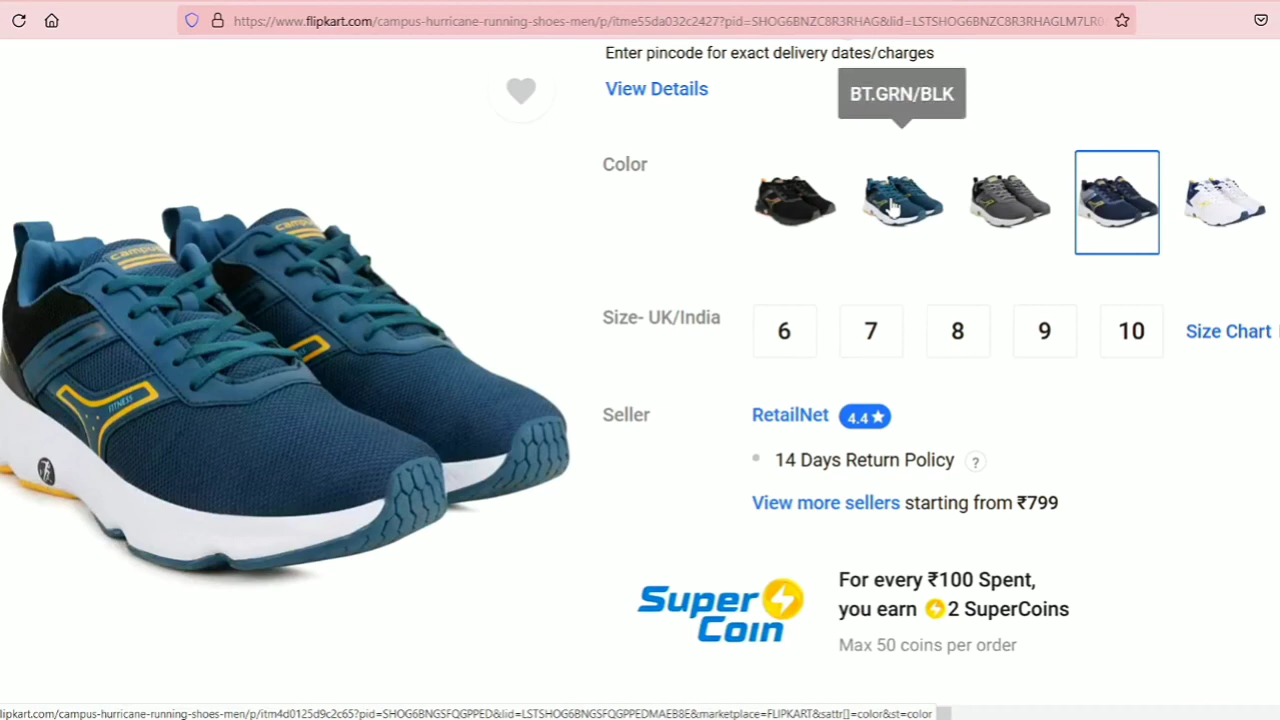 https://www.flipkart.com/campus-hurricane-running-shoes-men/p/itme55da032c2427?pid=SHOG6BNZC8R3RHAG&lid=LSTSHOG6BNZC8R3RHAGLM7LR0
Enter pincode for exact delivery dates/charges
View Details
BT.GRN/BLK
Color
Size- UK/India
6
7
8
9
10
Size Chart
Seller
RetailNet
4.4★
14 Days Return Policy
?
View more sellers starting from ₹799
Super
Coin
For every ₹100 Spent,
you earn 2 SuperCoins
Max 50 coins per order
campus
campus
FITNESS
lipkart.com/campus-hurricane-running-shoes-men/p/itm4d0125d9c2c65?pid=SHOG6BNGSFQGPPED&lid=LSTSHOG6BNGSFQGPPEDMAEB8E&marketplace=FLIPKART&sattr[]=color&st=color